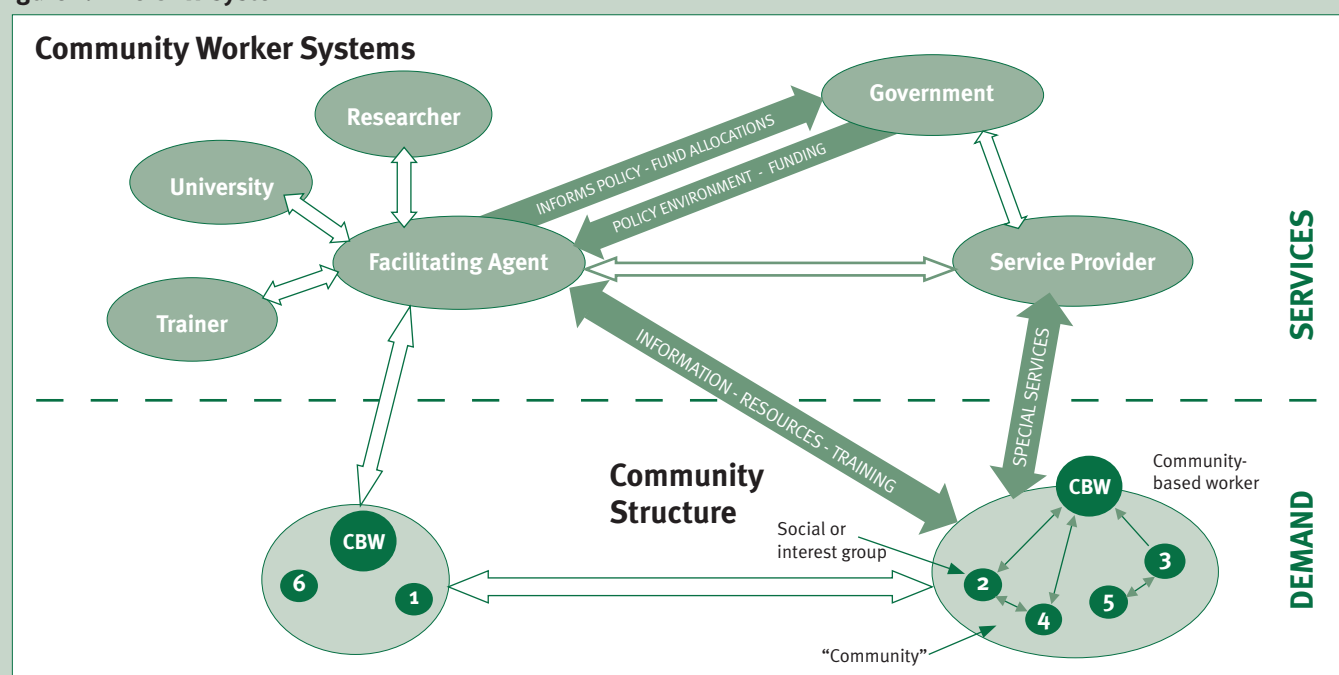 Community Worker Systems
Government
Researcher
University
INFORMS POLICY - FUND ALLOCATIONS
POLICY ENVIRONMENT - FUNDING
Facilitating Agent
Service Provider
Trainer
SERVICES
INFORMATION - RESOURCES - TRAINING
SPECIAL SERVICES
Community
Structure
Community-
based worker
CBW
CBW
Social or
interest group
DEMAND
6
1
2
3
4
5
"Community"